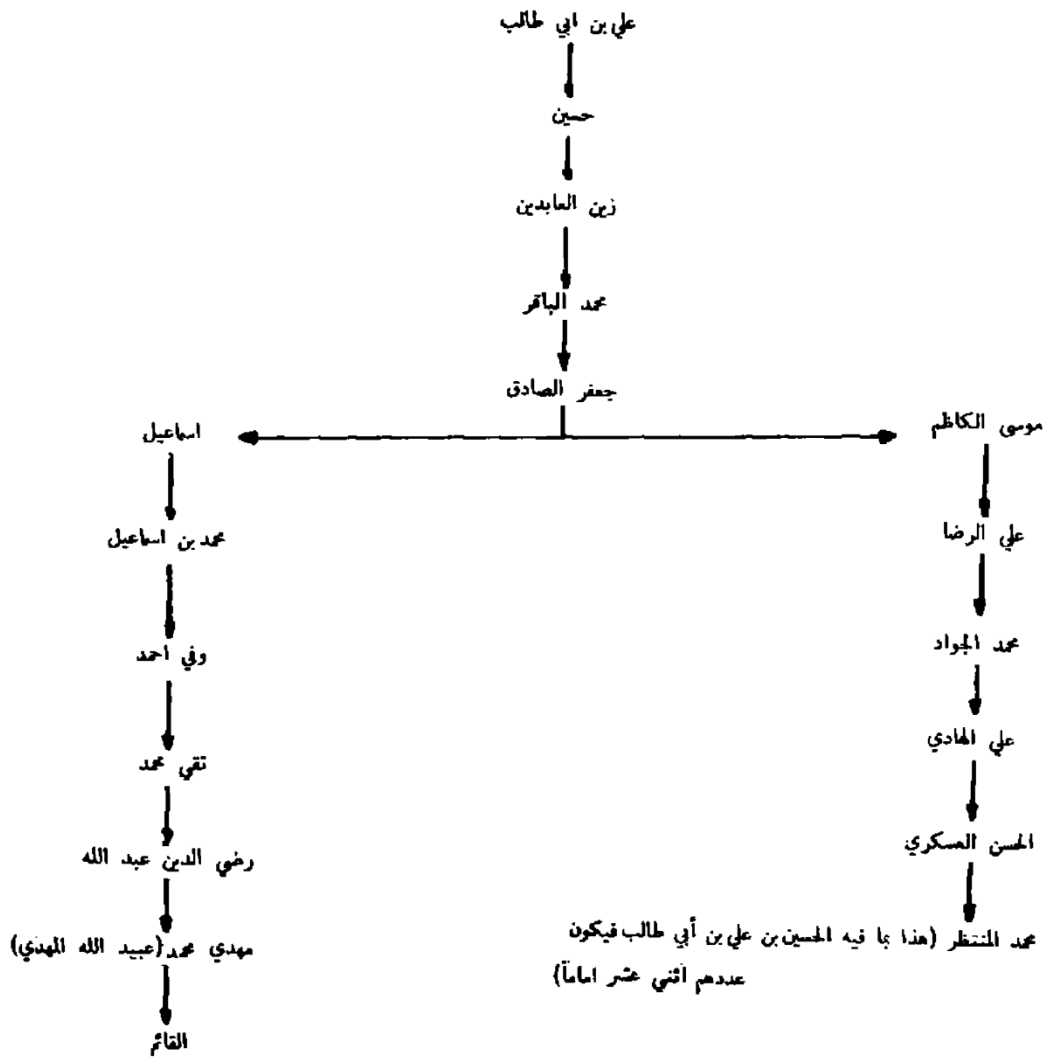 علي بن ابي طالب
حسين
زين العابدين
محمد الباقر
جعفر الصادق
موسى الكاظم
علي الرضا
محمد الجواد
علي الهادي
الحسن العسكري
محمد المنتظر (هذا بما فيه الحسين بن علي بن أبي طالب فيكون
عددهم اثني عشر اماماً)
اسماعيل
محمد بن اسماعيل
وفي احمد
تقي محمد
رضي الدين عبد الله
مهدي محمد (عبيد الله المهدي)
القائم